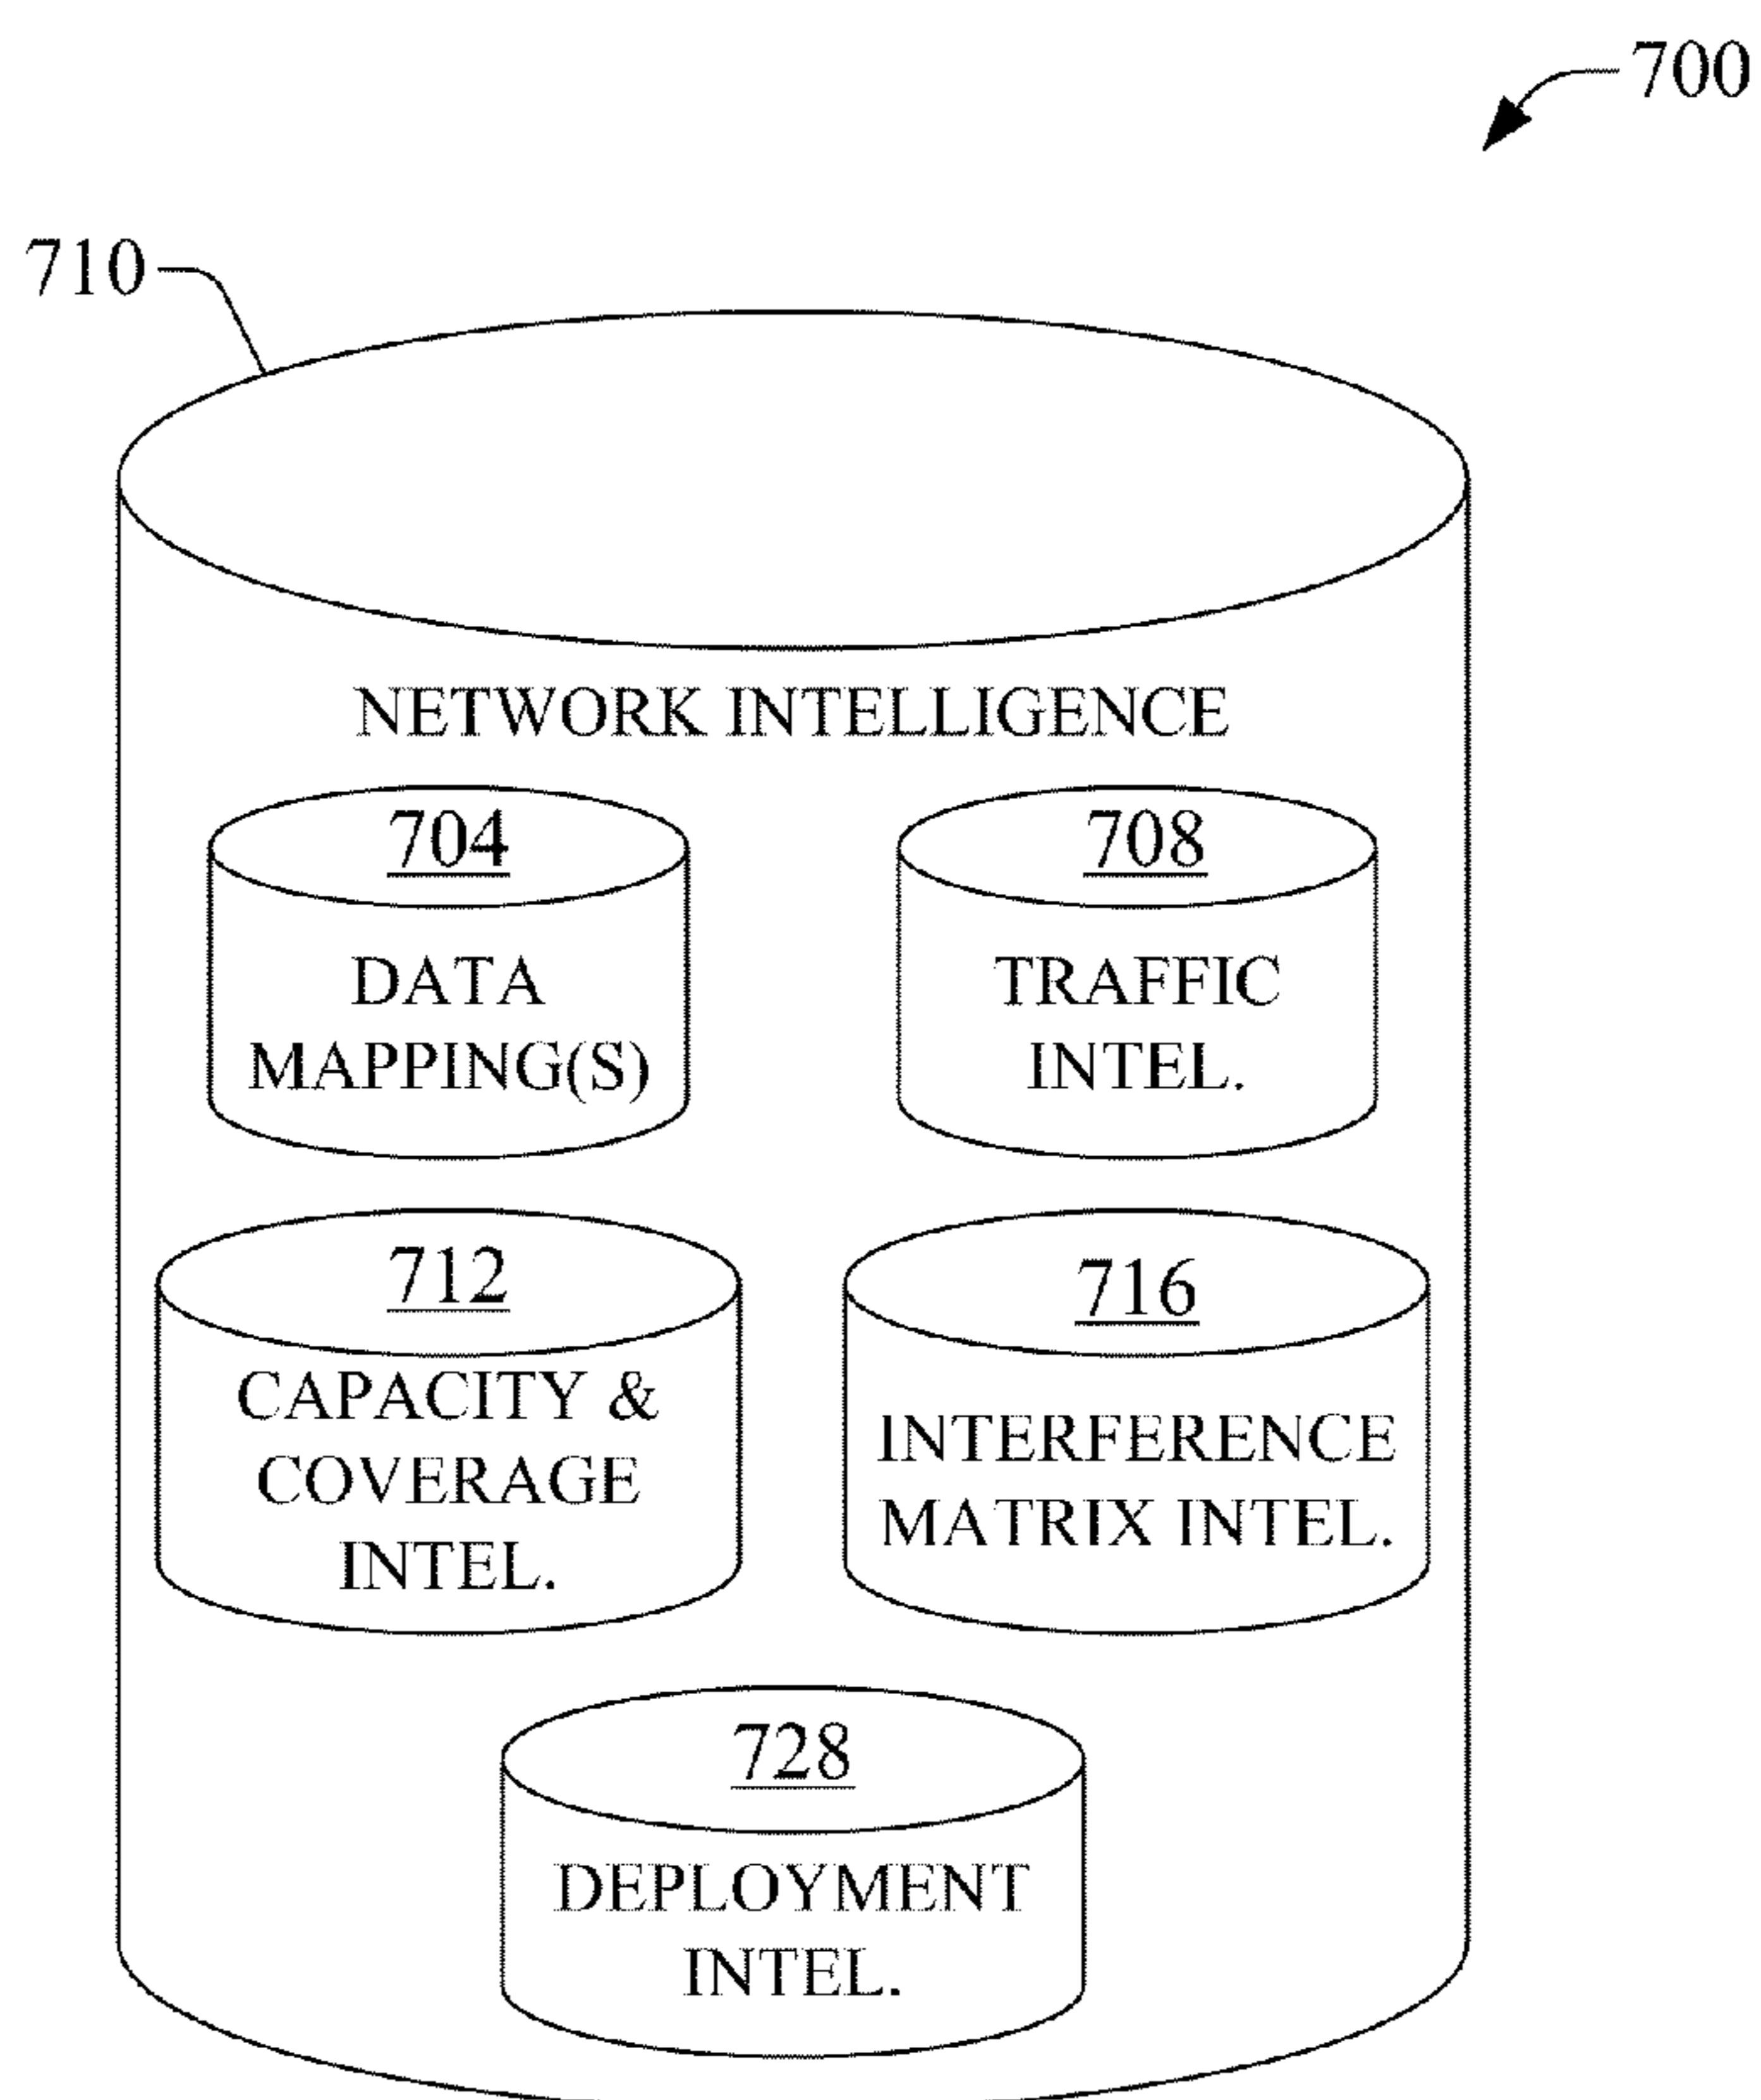 700
710
NETWORK INTELLIGENCE
704
DATA
MAPPING(S)
708
TRAFFIC
INTEL.
712
CAPACITY &
COVERAGE
INTEL.
716
INTERFERENCE
MATRIX INTEL.
728
DEPLOYMENT
INTEL.